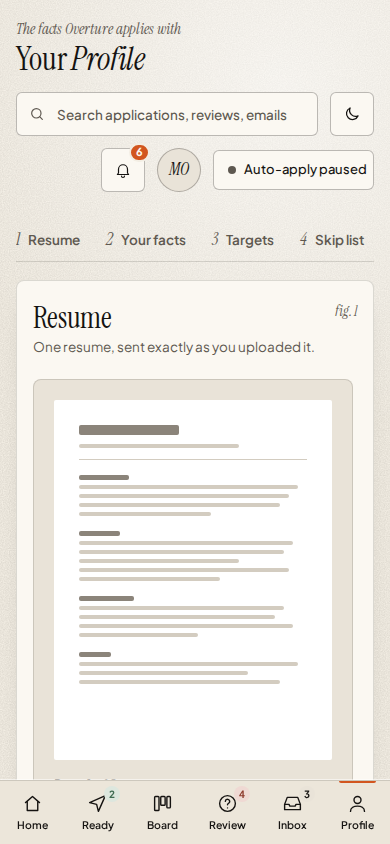 The facts Overture applies with
Your Profile
Search applications, reviews, emails
6
MO
Auto-apply paused
1 Resume
2 Your facts
3 Targets
4 Skip list
Resume
fig. 1
One resume, sent exactly as you uploaded it.
2
4
3
Home
Ready
Board
Review
Inbox
Profile